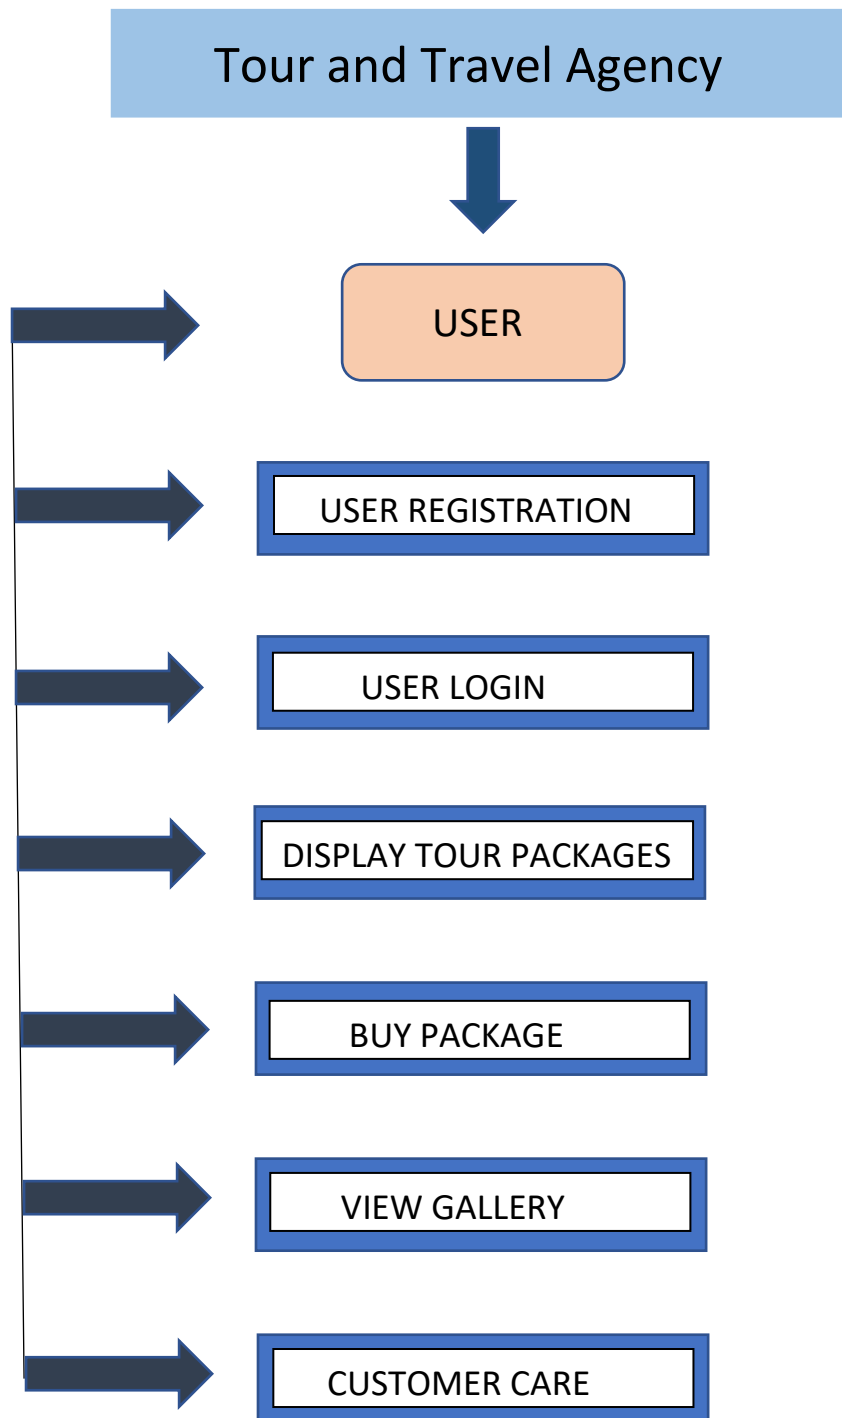 Tour and Travel Agency
USER
USER REGISTRATION
USER LOGIN
DISPLAY TOUR PACKAGES
BUY PACKAGE
VIEW GALLERY
CUSTOMER CARE